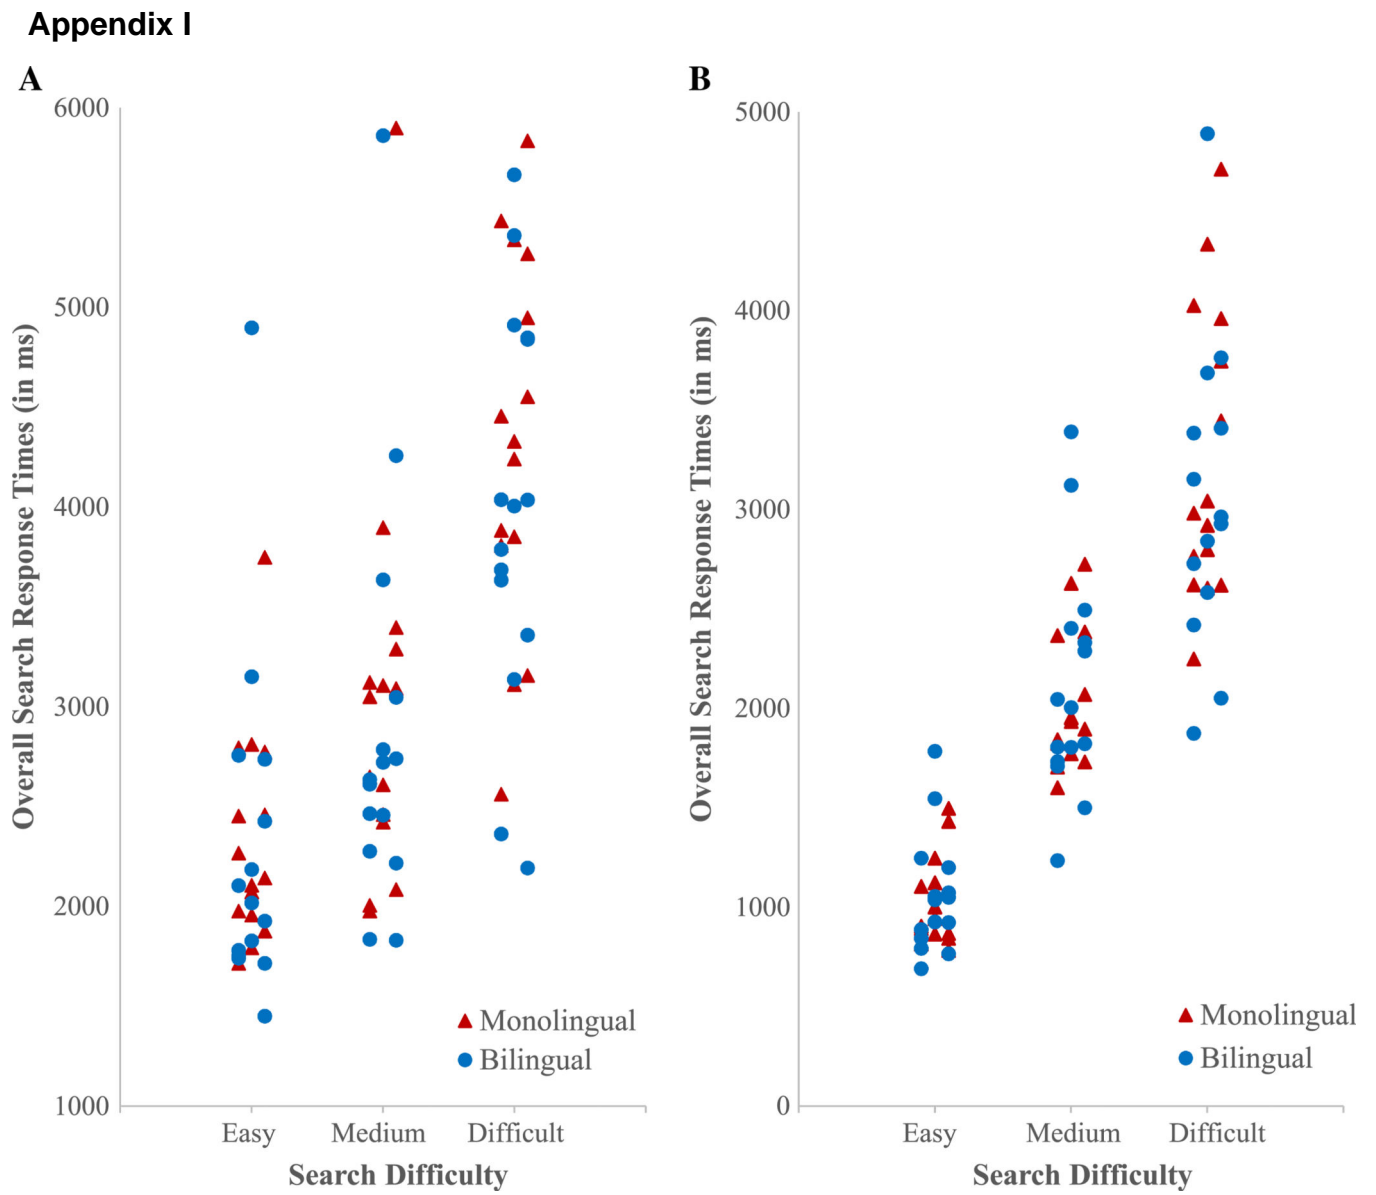 Appendix I
A
6000
5000
4000
3000
2000
1000
Overall Search Response Times (in ms)
Easy
Medium
Difficult
Search Difficulty
Monolingual
Bilingual
B
5000
4000
3000
2000
1000
0
Overall Search Response Times (in ms)
Easy
Medium
Difficult
Search Difficulty
Monolingual
Bilingual